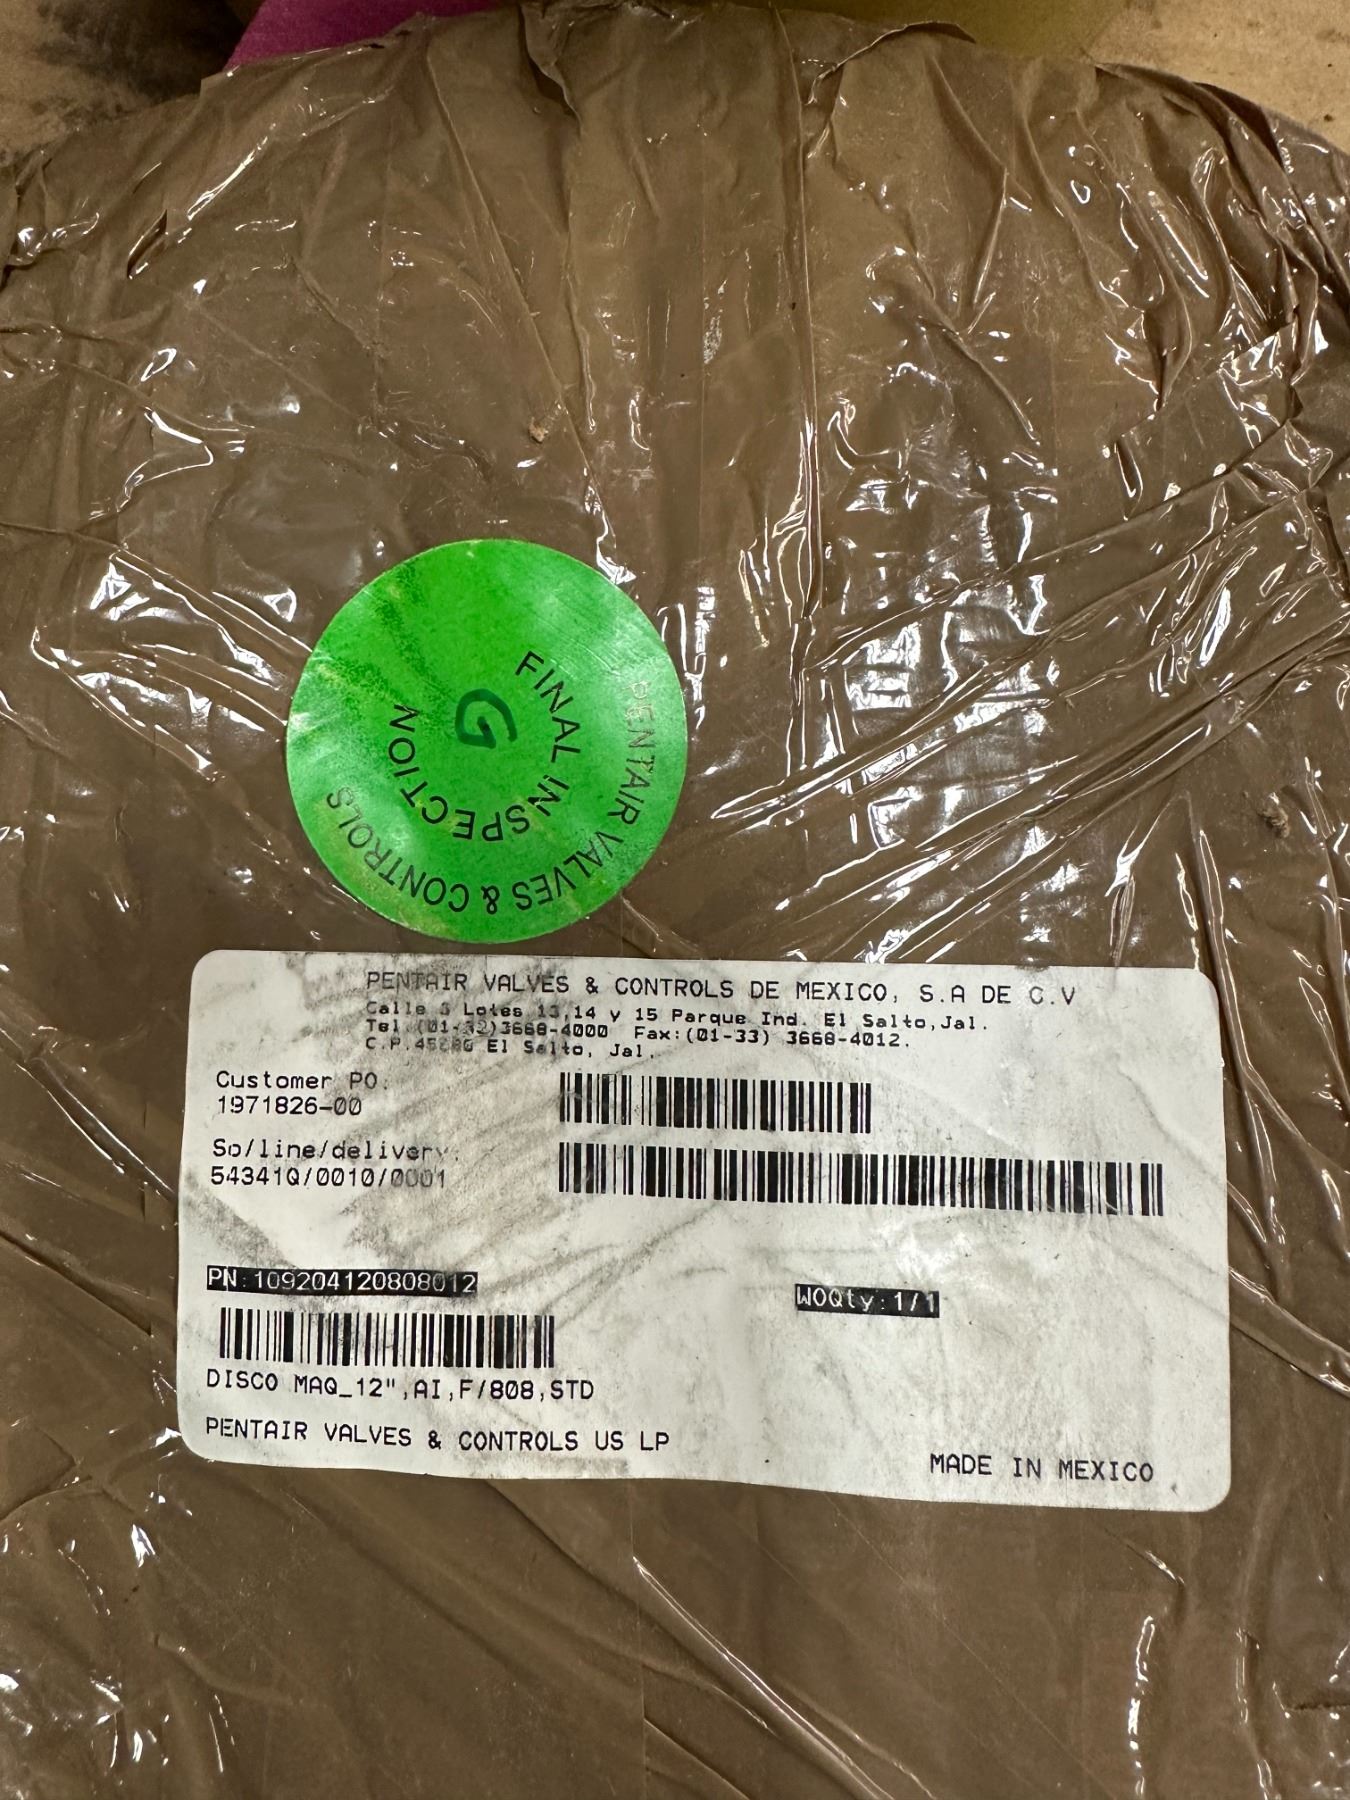 FINAL INSPECTION
G
PENTAIR VALVES & CONTROLS
PENTAIR VALVES & CONTROLS DE MEXICO, S.A DE C.V
Calle Lotes 13,14 y 15 Parque Ind. El Salto,Jal.
Tel Fax:(01-33) 3668-4012.
C.P. El Salto, Jal.
Customer PO.
1971826-00
So/line/delivery.
54341Q/0010/0001
PN:109204120808012
WOQty:1/1
DISCO MAQ_12",AI,F/808,STD
PENTAIR VALVES & CONTROLS US LP
MADE IN MEXICO